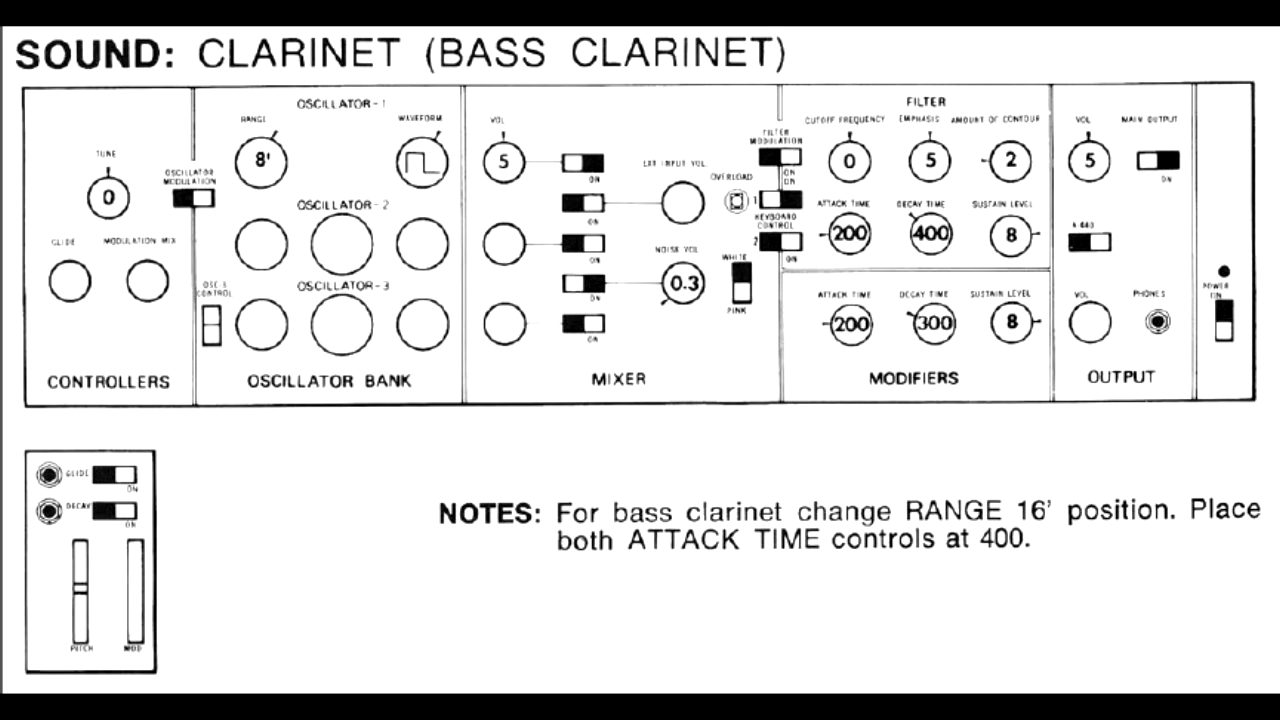 SOUND: CLARINET (BASS CLARINET)
OSCILLATOR-1
FILTER
RANGE
WAVEFORM
VOL
CUTOFF FREQUENCY
EMPHASIS
AMOUNT OF CONTOUR
VOL
MAIN OUTPUT
TUNE
8'
5
FILTER
MODULATION
0
5
2
5
OSCILLATOR
MODULATION
ON
EXT INPUT VOL
ON
ON
ON
0
OVERLOAD
1
OSCILLATOR-2
ON
KEYBOARD
CONTROL
ATTACK TIME
DECAY TIME
SUSTAIN LEVEL
A-440
GLIDE
MODULATION MIX
2
200
400
8
ON
NOISE VOL
WHITE
ON
OSC-3
CONTROL
OSCILLATOR-3
0.3
ON
PINK
ATTACK TIME
DECAY TIME
SUSTAIN LEVEL
VOL
PHONES
POWER
ON
200
300
8
ON
CONTROLLERS
OSCILLATOR BANK
MIXER
MODIFIERS
OUTPUT
GLIDE
ON
DECAY
ON
PITCH
MOD
NOTES: For bass clarinet change RANGE 16' position. Place
both ATTACK TIME controls at 400.